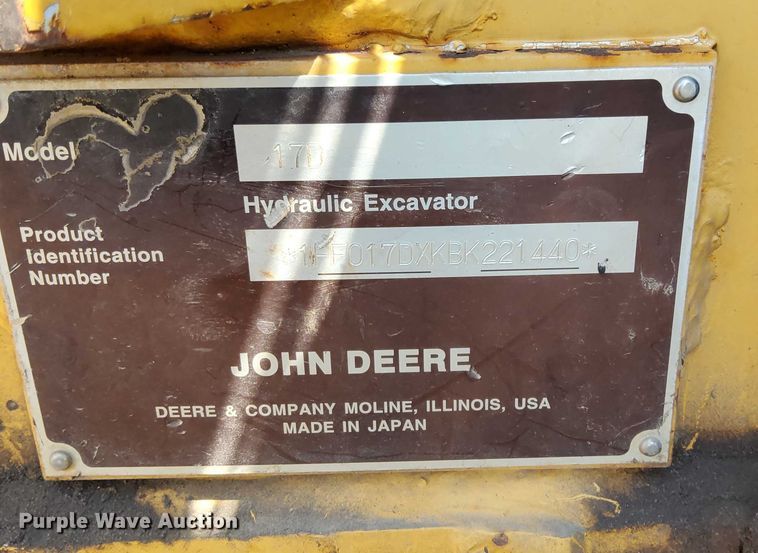 Model 17D
Hydraulic Excavator
Product
Identification
Number
1FF017DXKBK221440*
JOHN DEERE
DEERE & COMPANY MOLINE, ILLINOIS, USA
MADE IN JAPAN
Purple Wave Auction